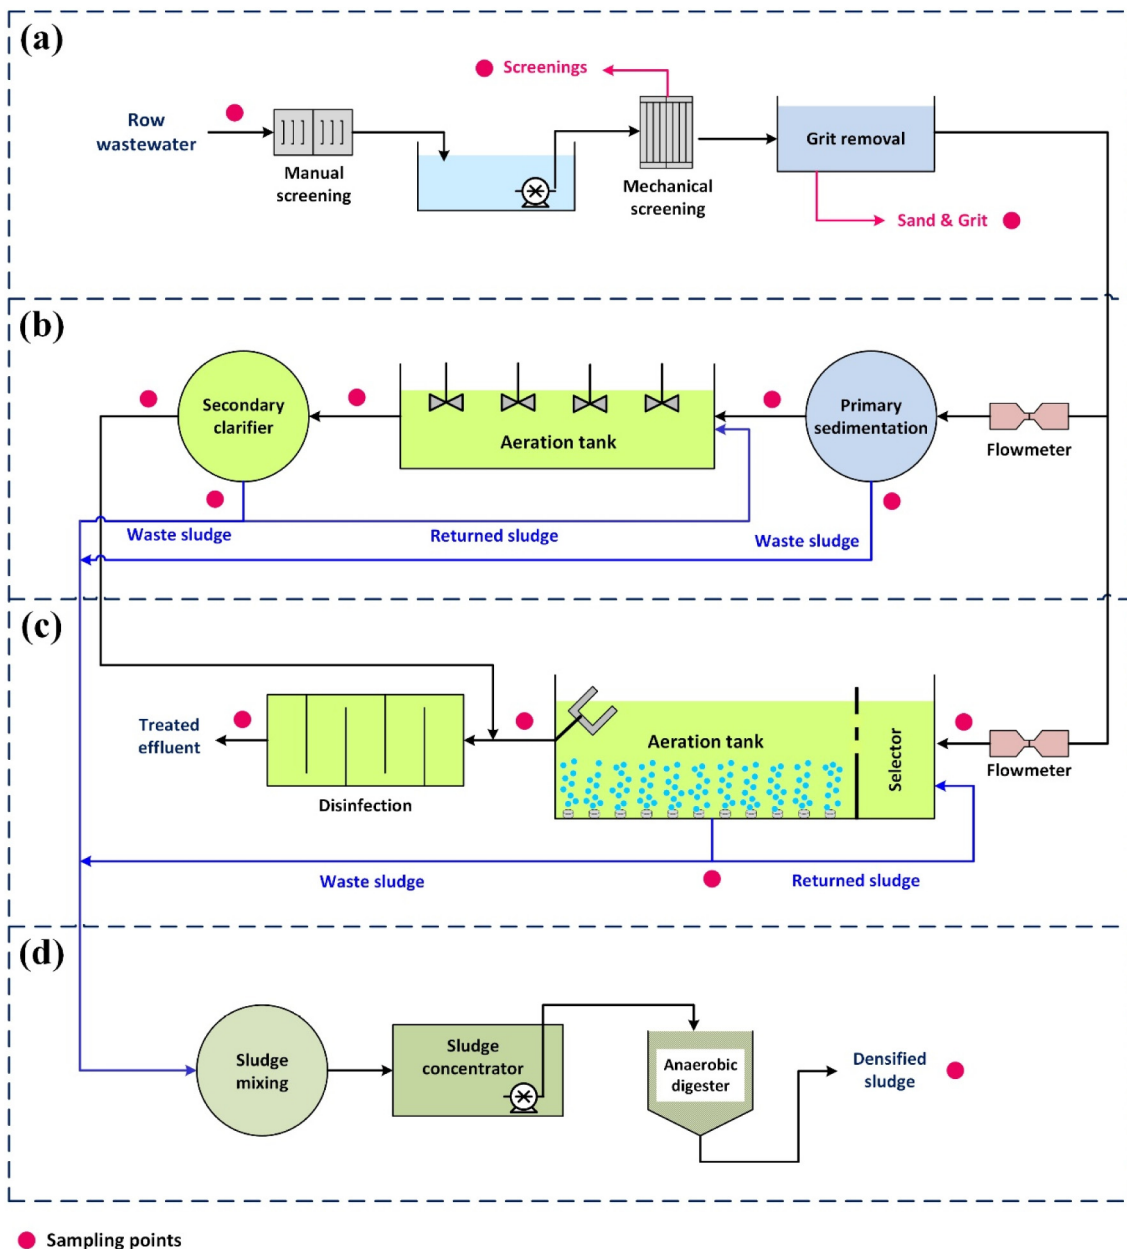 (a)
Screenings
Row
wastewater
Manual
screening
Mechanical
screening
Grit removal
Sand & Grit
(b)
Secondary
clarifier
Aeration tank
Primary
sedimentation
Flowmeter
Waste sludge
Returned sludge
Waste sludge
(c)
Treated
effluent
Disinfection
Aeration tank
Selector
Flowmeter
Waste sludge
Returned sludge
(d)
Sludge
mixing
Sludge
concentrator
Anaerobic
digester
Densified
sludge
Sampling points